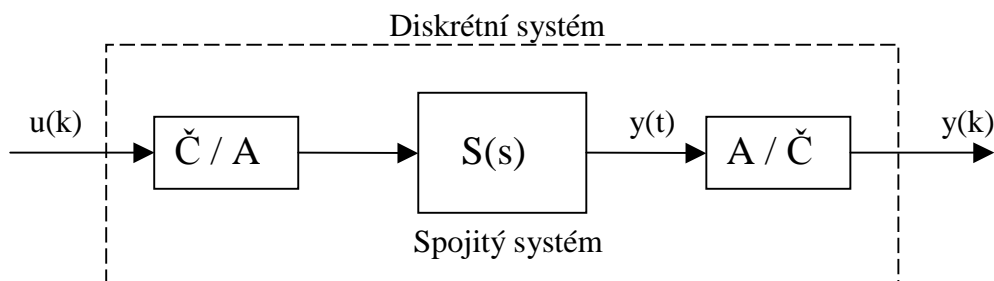 Diskrétní systém
u(k)
Č / A
S(s)
y(t)
A / Č
y(k)
Spojitý systém